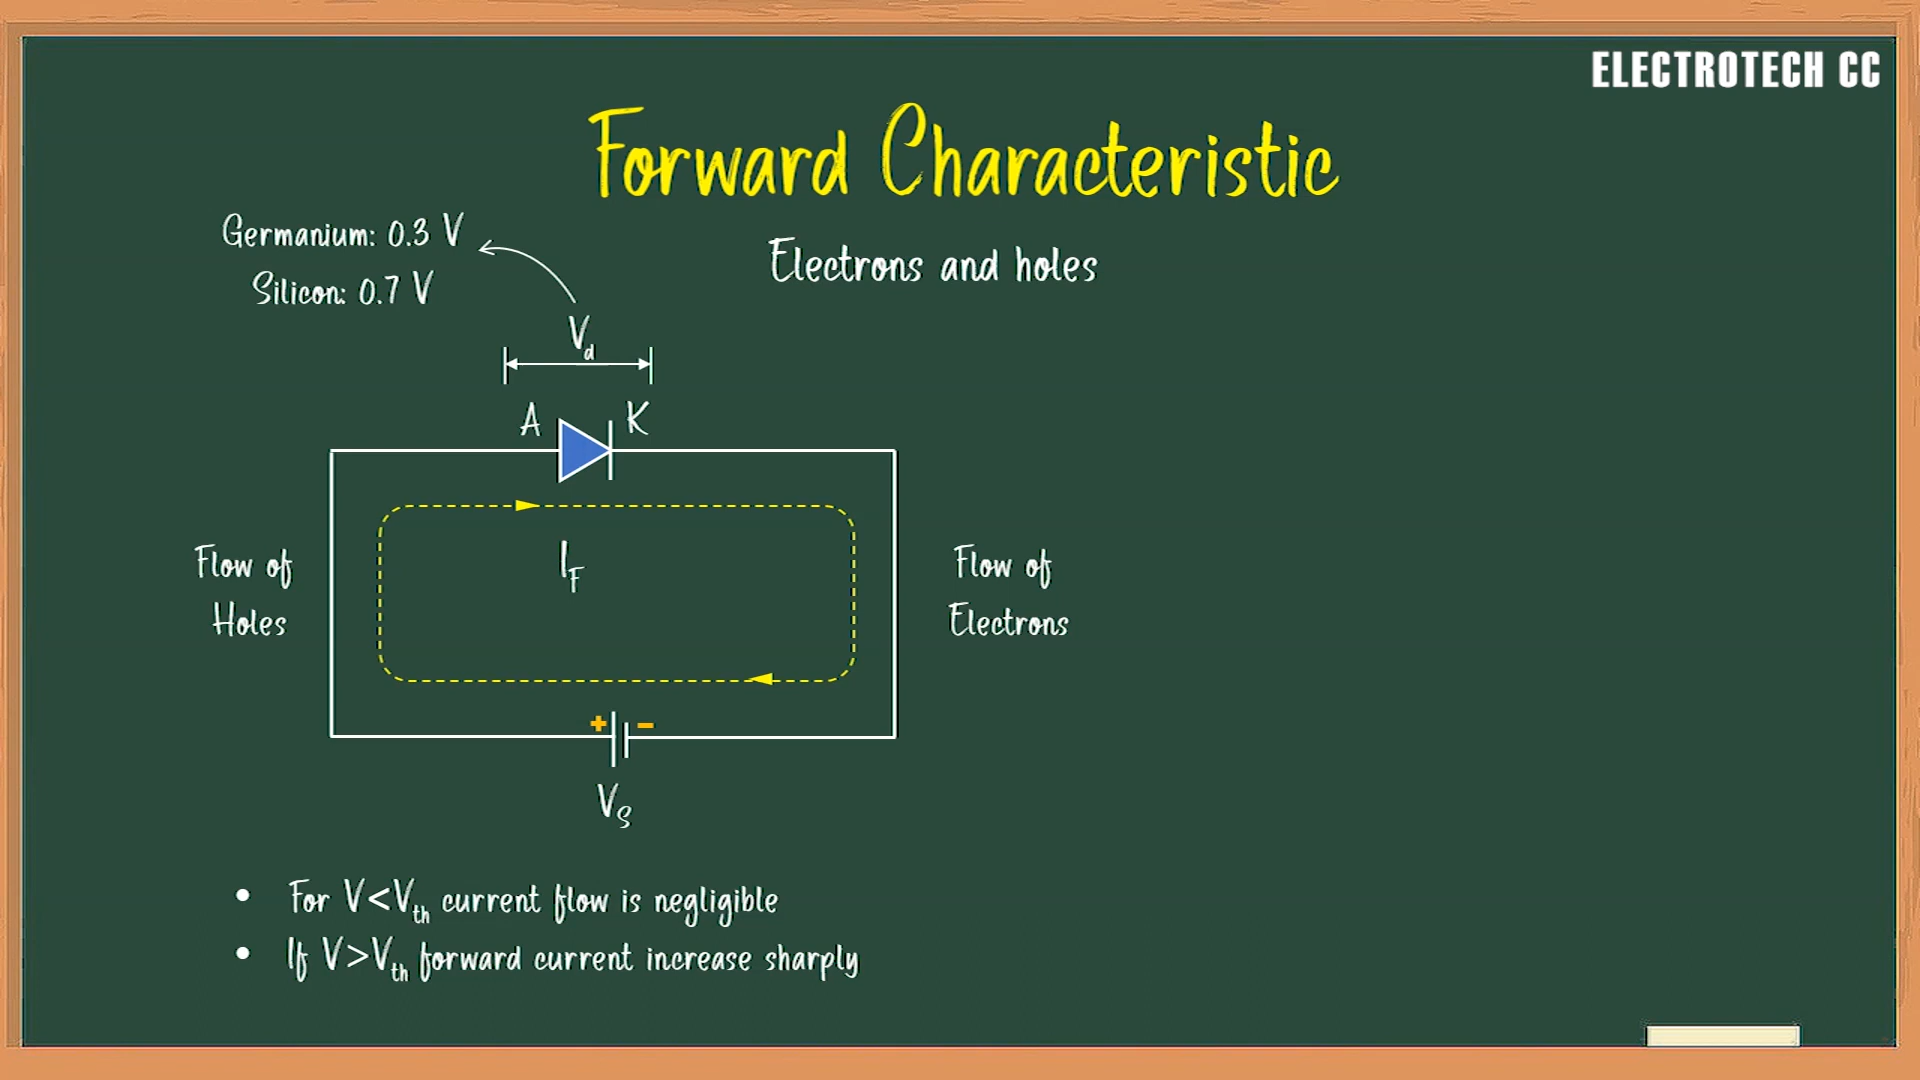 ELECTROTECH CC
Forward Characteristic
Germanium: 0.3 V
Silicon: 0.7 V
Electrons and holes
Vd
A
K
Flow of
Holes
IF
Flow of
Electrons
+
−
VS
• For V<Vth current flow is negligible
• If V>Vth forward current increase sharply